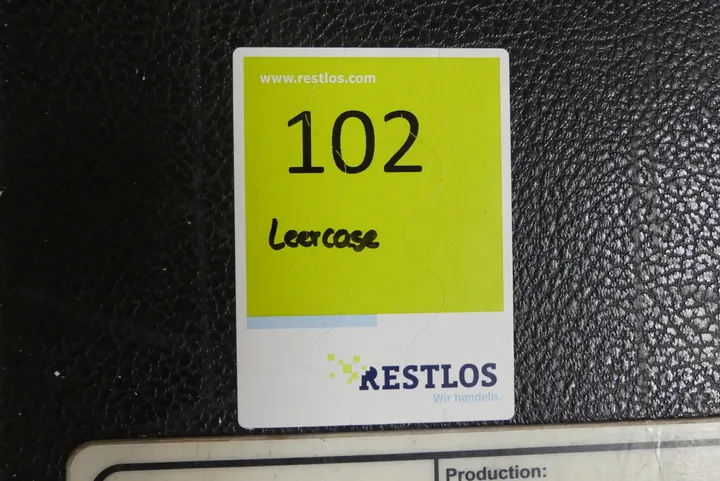 www.restlos.com
102
Leercase
RESTLOS
Wir handeln.
Production: